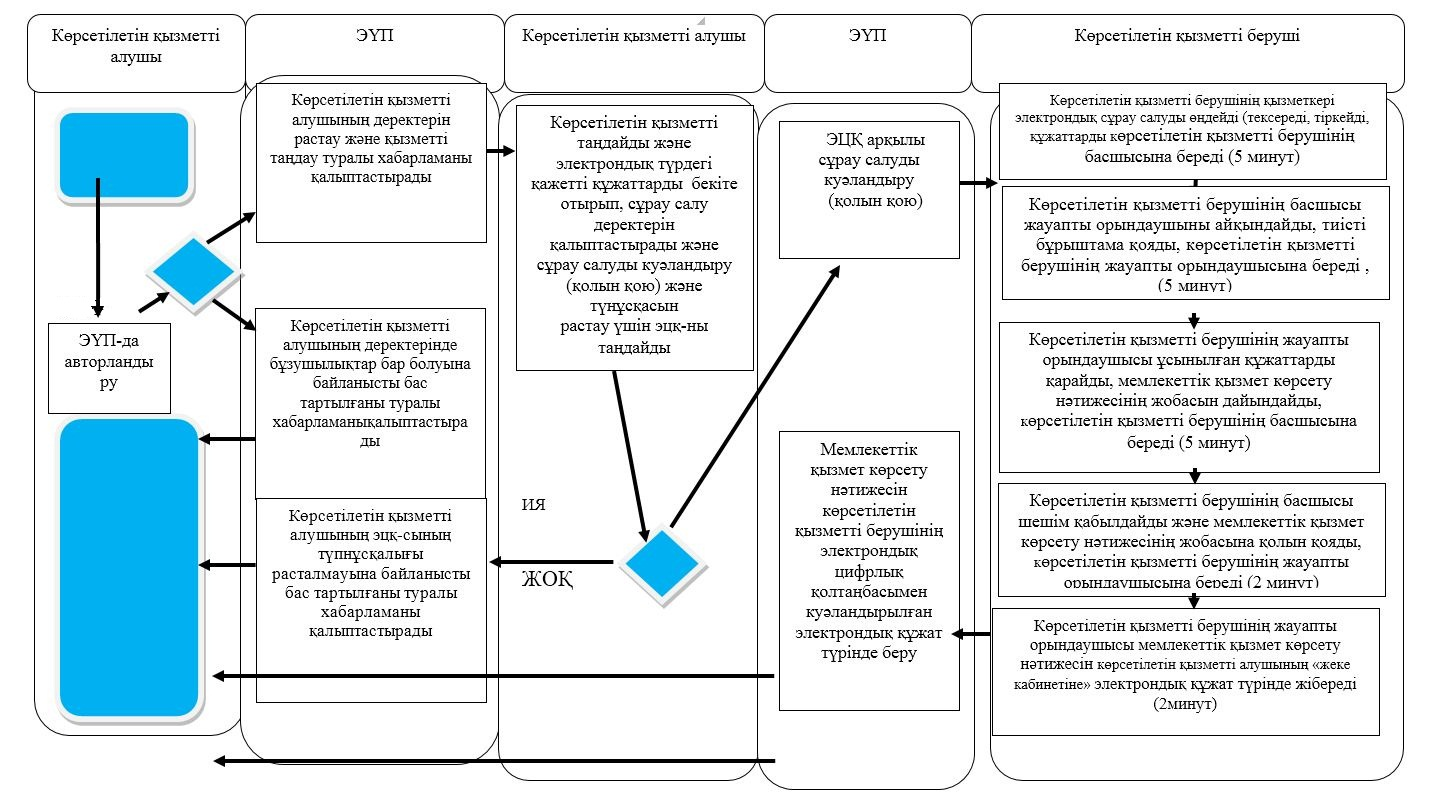 Көрсетілетін қызметті
алушы
ЭҮП
Көрсетілетін қызметті алушы
ЭҮП
Көрсетілетін қызметті беруші
ЭҮП-да
авторланды
ру
Көрсетілетін қызметті
алушының деректерін
растау және қызметті
таңдау туралы хабарламаны
қалыптастырады
Көрсетілетін қызметті
алушының деректерінде
бұзушылықтар бар болуына
байланысты бас
тартылғаны туралы
хабарламанықалыптастыра
ды
Көрсетілетін қызметті
алушының эцқ-сының
түпнұсқалығы
расталмауына байланысты
бас тартылғаны туралы
хабарламаны
қалыптастырады
Көрсетілетін қызметті
таңдайды және
электрондық түрдегі
қажетті құжаттарды бекіте
отырып, сұрау салу
деректерін
қалыптастырады және
сұрау салуды куәландыру
(қолын қою) және
түнұсқасын
растау үшін эцқ-ны
таңдайды
ИЯ
ЖОҚ
ЭЦҚ арқылы
сұрау салуды
куәландыру
(қолын қою)
Мемлекеттік
қызмет көрсету
нәтижесін
көрсетілетін
қызметті берушінің
электрондық
цифрлық
қолтаңбасымен
куәландырылған
электрондық құжат
түрінде беру
Көрсетілетін қызметті берушінің қызметкері
электрондық сұрау салуды өңдейді (тексереді, тіркейді,
құжаттарды көрсетілетін қызметті берушінің
басшысына береді (5 минут)
Көрсетілетін қызметті берушінің басшысы
жауапты орындаушыны айқындайды, тиісті
бұрыштама қояды, көрсетілетін қызметті
берушінің жауапты орындаушысына береді ,
(5 минут)
Көрсетілетін қызметті берушінің жауапты
орындаушысы ұсынылған құжаттарды
қарайды, мемлекеттік қызмет көрсету
нәтижесінің жобасын дайындайды,
көрсетілетін қызметті берушінің басшысына
береді (5 минут)
Көрсетілетін қызметті берушінің басшысы
шешім қабылдайды және мемлекеттік қызмет
көрсету нәтижесінің жобасына қолын қояды,
көрсетілетін қызметті берушінің жауапты
орындаушысына береді (2 минут)
Көрсетілетін қызметті берушінің жауапты
орындаушысы мемлекеттік қызмет көрсету
нәтижесін көрсетілетін қызметті алушының «жеке
кабинетіне» электрондық құжат түрінде жібереді
(2минут)